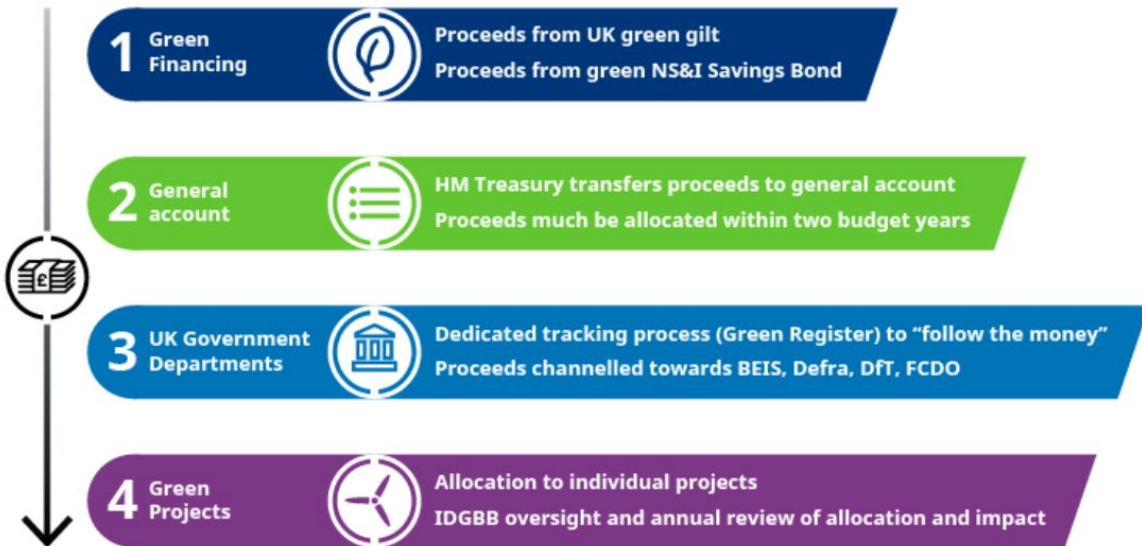 1 Green
Financing
Proceeds from UK green gilt
Proceeds from green NS&I Savings Bond
2 General
account
HM Treasury transfers proceeds to general account
Proceeds much be allocated within two budget years
£
3 UK Government
Departments
Dedicated tracking process (Green Register) to “follow the money”
Proceeds channelled towards BEIS, Defra, DfT, FCDO
4 Green
Projects
Allocation to individual projects
IDGBB oversight and annual review of allocation and impact